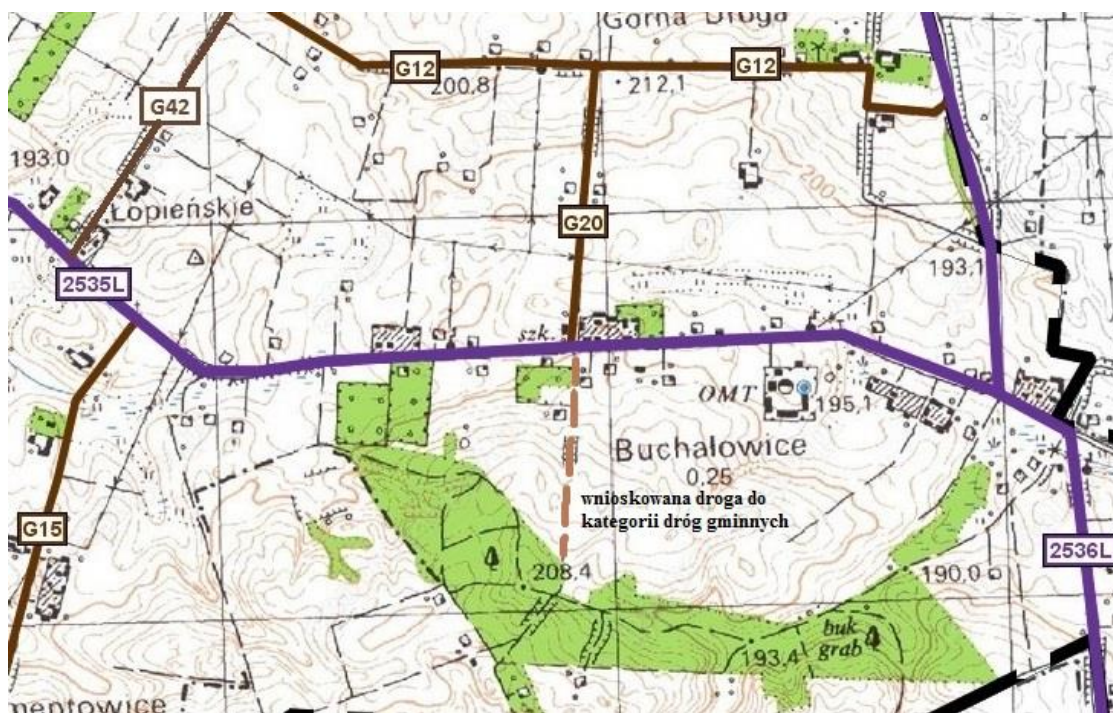 Górna Droga
G12
G12
200,8
212,1
G42
193.0
Łopieńskie
G20
193,1
2535L
szk.
OMT
195,1
Buchałowice
0.25
wnioskowana droga do
kategorii dróg gminnych
G15
2536L
208,4
190,0
buk
grab
193,4